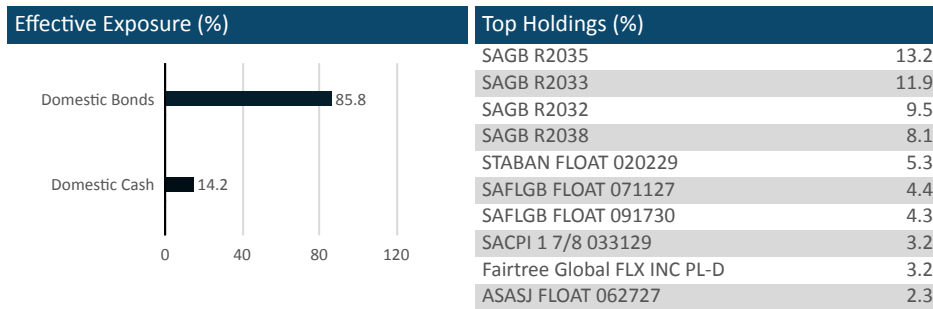 Effective Exposure (%)
Domestic Bonds 85.8
Domestic Cash 14.2
0 40 80 120
Top Holdings (%)
SAGB R2035 13.2
SAGB R2033 11.9
SAGB R2032 9.5
SAGB R2038 8.1
STABAN FLOAT 020229 5.3
SAFLGB FLOAT 071127 4.4
SAFLGB FLOAT 091730 4.3
SACPI 1 7/8 033129 3.2
Fairtree Global FLX INC PL-D 3.2
ASASJ FLOAT 062727 2.3